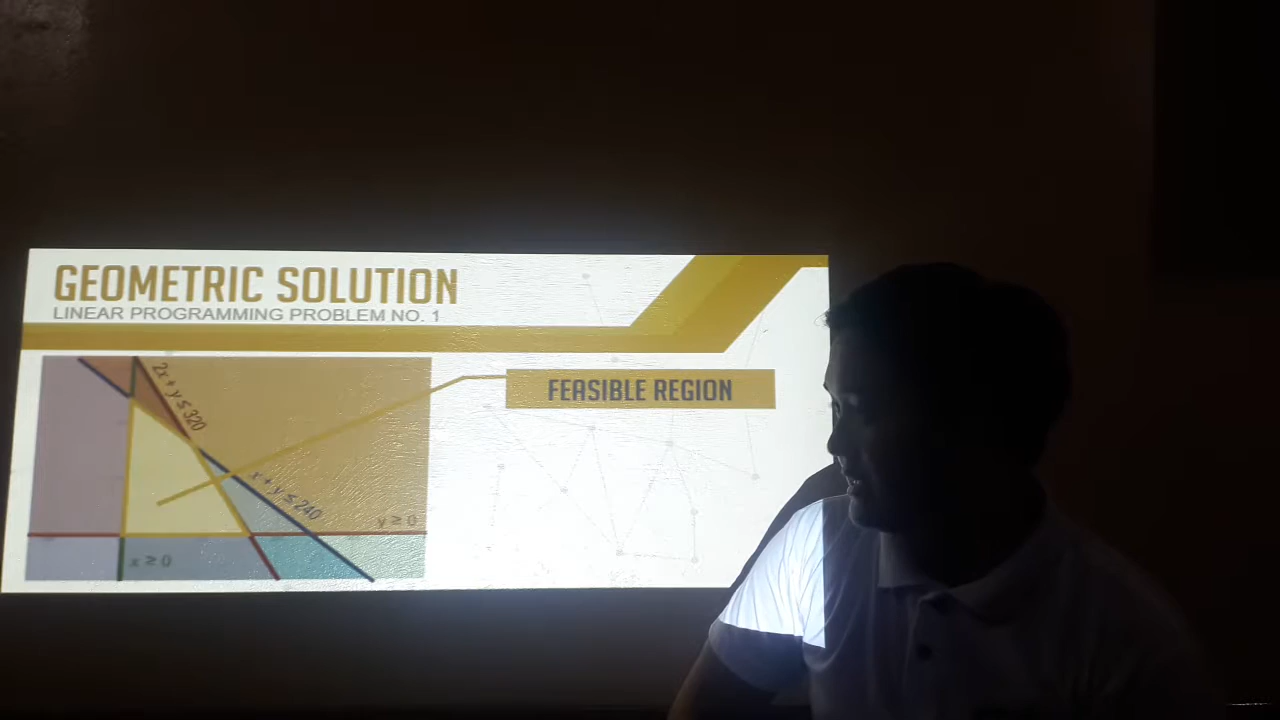 GEOMETRIC SOLUTION
LINEAR PROGRAMMING PROBLEM NO. 1
2x + y ≤ 320
FEASIBLE REGION
x + y ≤ 240
y ≥ 0
x ≥ 0